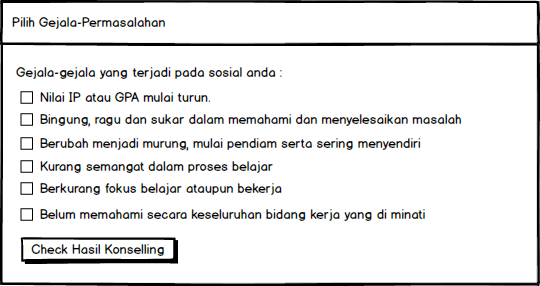 Pilih Gejala-Permasalahan
Gejala-gejala yang terjadi pada sosial anda :
Nilai IP atau GPA mulai turun.
Bingung, ragu dan sukar dalam memahami dan menyelesaikan masalah
Berubah menjadi murung, mulai pendiam serta sering menyendiri
Kurang semangat dalam proses belajar
Berkurang fokus belajar ataupun bekerja
Belum memahami secara keseluruhan bidang kerja yang di minati
Check Hasil Konselling